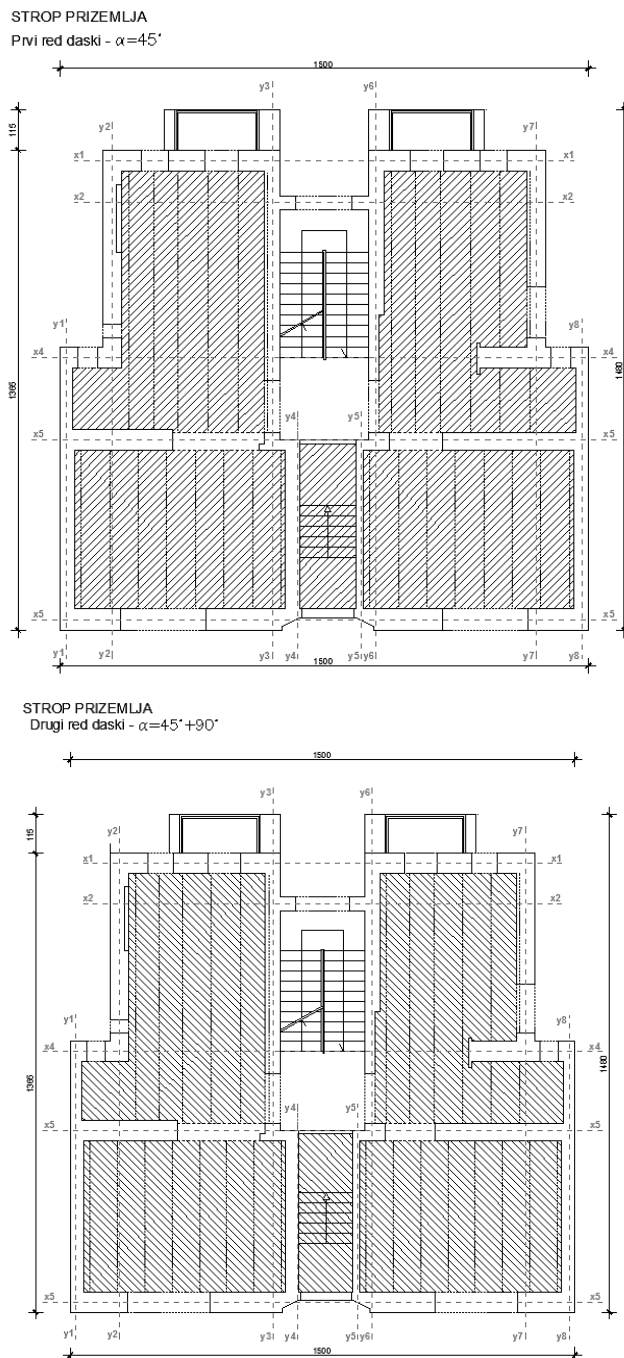 STROP PRIZEMLJA
Prvi red daski - α=45°
1500
y3 y6
115
y2 y7
x1 x1
x2 x2
y1 y8
x4 x4
1365 1480
y4 y5
x5 x5
x5 x5
y1 y2 y3 y4 y5 y6 y7 y8
1500
STROP PRIZEMLJA
Drugi red daski - α=45°+90°
1500
y3 y6
115
y2 y7
x1 x1
x2 x2
y1 y8
x4 x4
1365 1480
y4 y5
x5 x5
x5 x5
y1 y2 y3 y4 y5 y6 y7 y8
1500